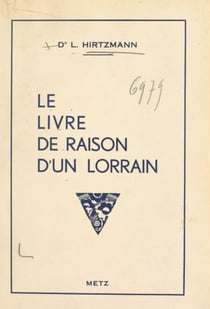 Dr L. HIRTZMANN
6979
LE
LIVRE
DE RAISON
D'UN LORRAIN
METZ